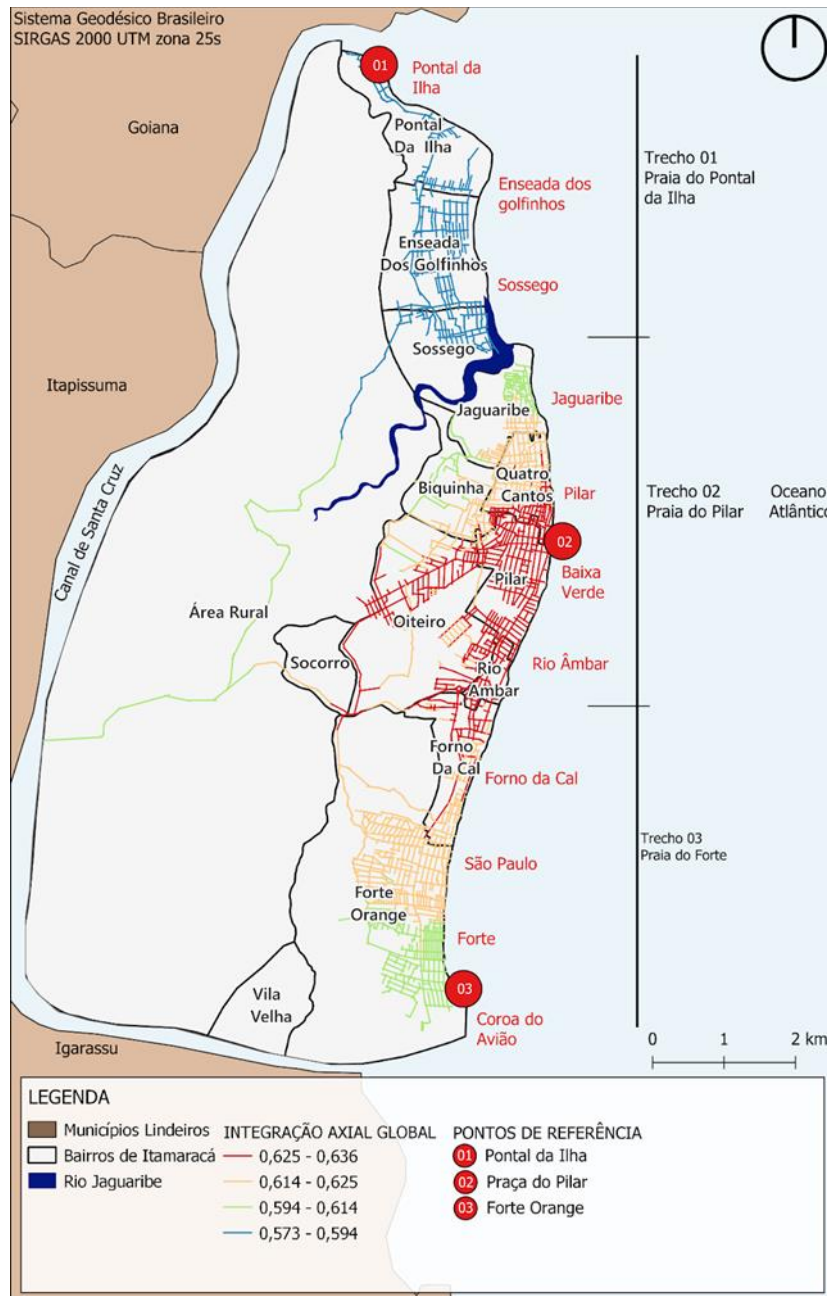 Sistema Geodésico Brasileiro
SIRGAS 2000 UTM zona 25s
01
Pontal da
Ilha
Goiana
Pontal
Da Ilha
Trecho 01
Praia do Pontal
da Ilha
Enseada dos
golfinhos
Enseada
Dos Golfinhos
Sossego
Sossego
Itapissuma
Jaguaribe
Jaguaribe
Quatro
Cantos
Biquinha
Pilar
Trecho 02
Praia do Pilar
Oceano
Atlântico
02
Canal de Santa Cruz
Pilar
Baixa
Verde
Área Rural
Oiteiro
Socorro
Rio
Ambar
Rio Âmbar
Forno
Da Cal
Forno da Cal
Trecho 03
Praia do Forte
São Paulo
Forte
Orange
Forte
03
Vila
Velha
Coroa do
Avião
Igarassu
0 1 2 km
LEGENDA
Municípios Lindeiros
Bairros de Itamaracá
Rio Jaguaribe
INTEGRAÇÃO AXIAL GLOBAL
0,625 - 0,636
0,614 - 0,625
0,594 - 0,614
0,573 - 0,594
PONTOS DE REFERÊNCIA
01 Pontal da Ilha
02 Praça do Pilar
03 Forte Orange